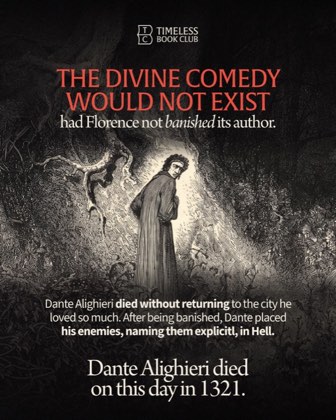 TIMELESS
BOOK CLUB
T
B
C
THE DIVINE COMEDY
WOULD NOT EXIST
had Florence not banished its author.
Dante Alighieri died without returning to the city he
loved so much. After being banished, Dante placed
his enemies, naming them explicitl, in Hell.
Dante Alighieri died
on this day in 1321.